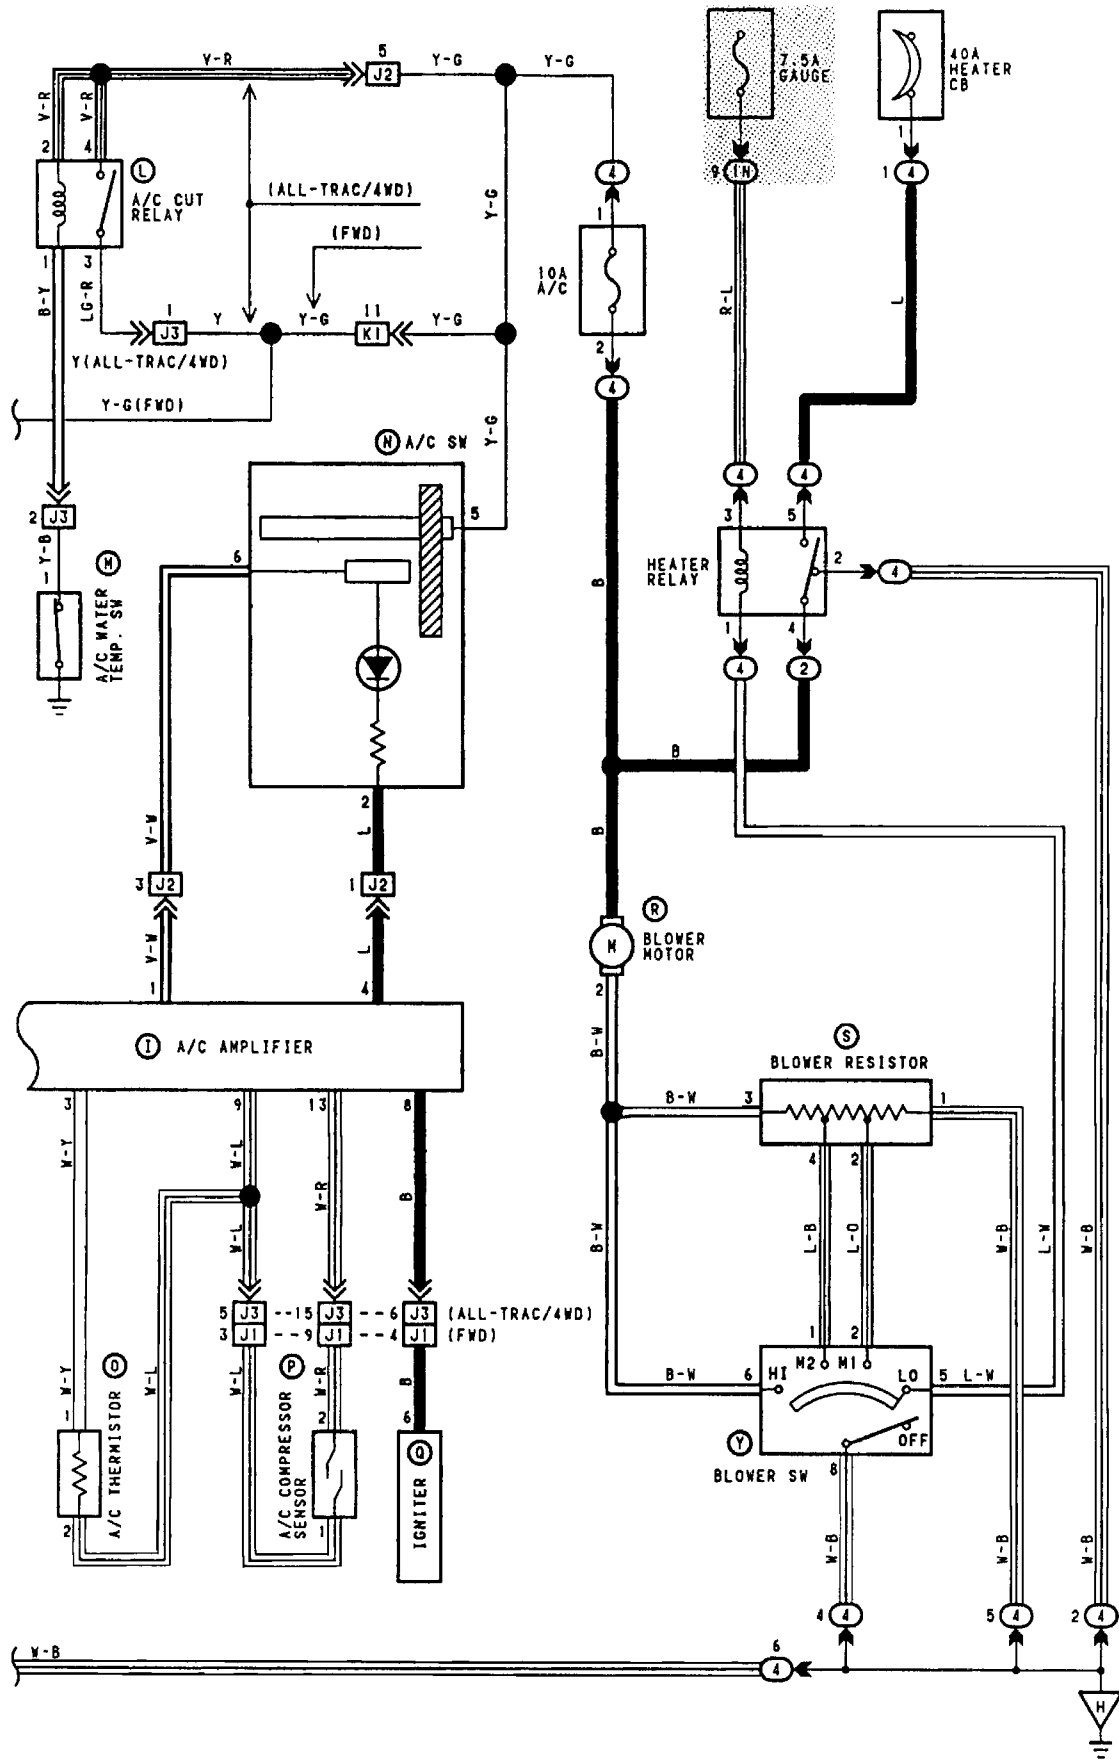 5
Y-R
J2
Y-G
Y-G
7.5A
GAUGE
40A
HEATER
CB
V-R
V-R
2
4
L
A/C CUT
RELAY
(ALL-TRAC/4WD)
(FWD)
Y-G
4
1
10A
A/C
2
4
9
1N
1
1
4
R-L
L
1
3
B-Y
LG-R
1
J3
Y
Y-G
11
K1
Y-G
Y(ALL-TRAC/4WD)
Y-G(FWD)
Y-G
N A/C SW
5
6
2 J3
Y-B
1
M
A/C WATER
TEMP. SW
B
4
4
3
5
HEATER
RELAY
2
4
1
4
4
2
B
2
L
V-W
3 J2
1 J2
V-W
L
1
4
B
R
BLOWER
MOTOR
M
2
B-W
I A/C AMPLIFIER
3
9
13
8
W-Y
W-L
W-R
B
W-L
S
BLOWER RESISTOR
B-W
3
1
4
2
B-W
L-B
L-O
W-B
L-W
W-B
5 J3 --15 J3 --6 J3 (ALL-TRAC/4WD)
3 J1 --9 J1 --4 J1 (FWD)
W-Y
O
A/C THERMISTOR
W-L
W-L
P
A/C COMPRESSOR
SENSOR
W-R
B
1
2
2
1
6
Q
IGNITER
1
2
M2
M1
B-W
6
HI
LO
5
L-W
OFF
Y
BLOWER SW
8
W-B
W-B
W-B
4 4
5 4
2 4
W-B
6
4
H